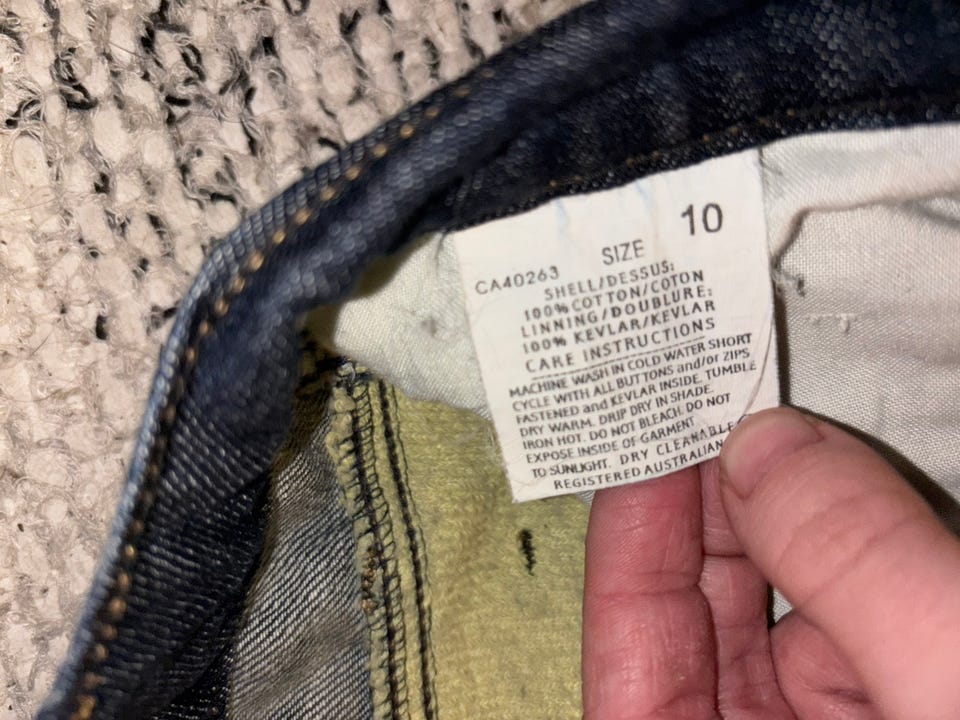 SIZE 10
CA40263
SHELL/DESSUS:
100% COTTON/COTON
LINNING/DOUBLURE:
100% KEVLAR/KEVLAR
CARE INSTRUCTIONS
MACHINE WASH IN COLD WATER SHORT
CYCLE WITH ALL BUTTONS and/or ZIPS
FASTENED and KEVLAR INSIDE. TUMBLE
DRY WARM. DRIP DRY IN SHADE.
IRON HOT. DO NOT BLEACH. DO NOT
EXPOSE INSIDE OF GARMENT
TO SUNLIGHT. DRY CLEANABLE
REGISTERED AUSTRALIAN